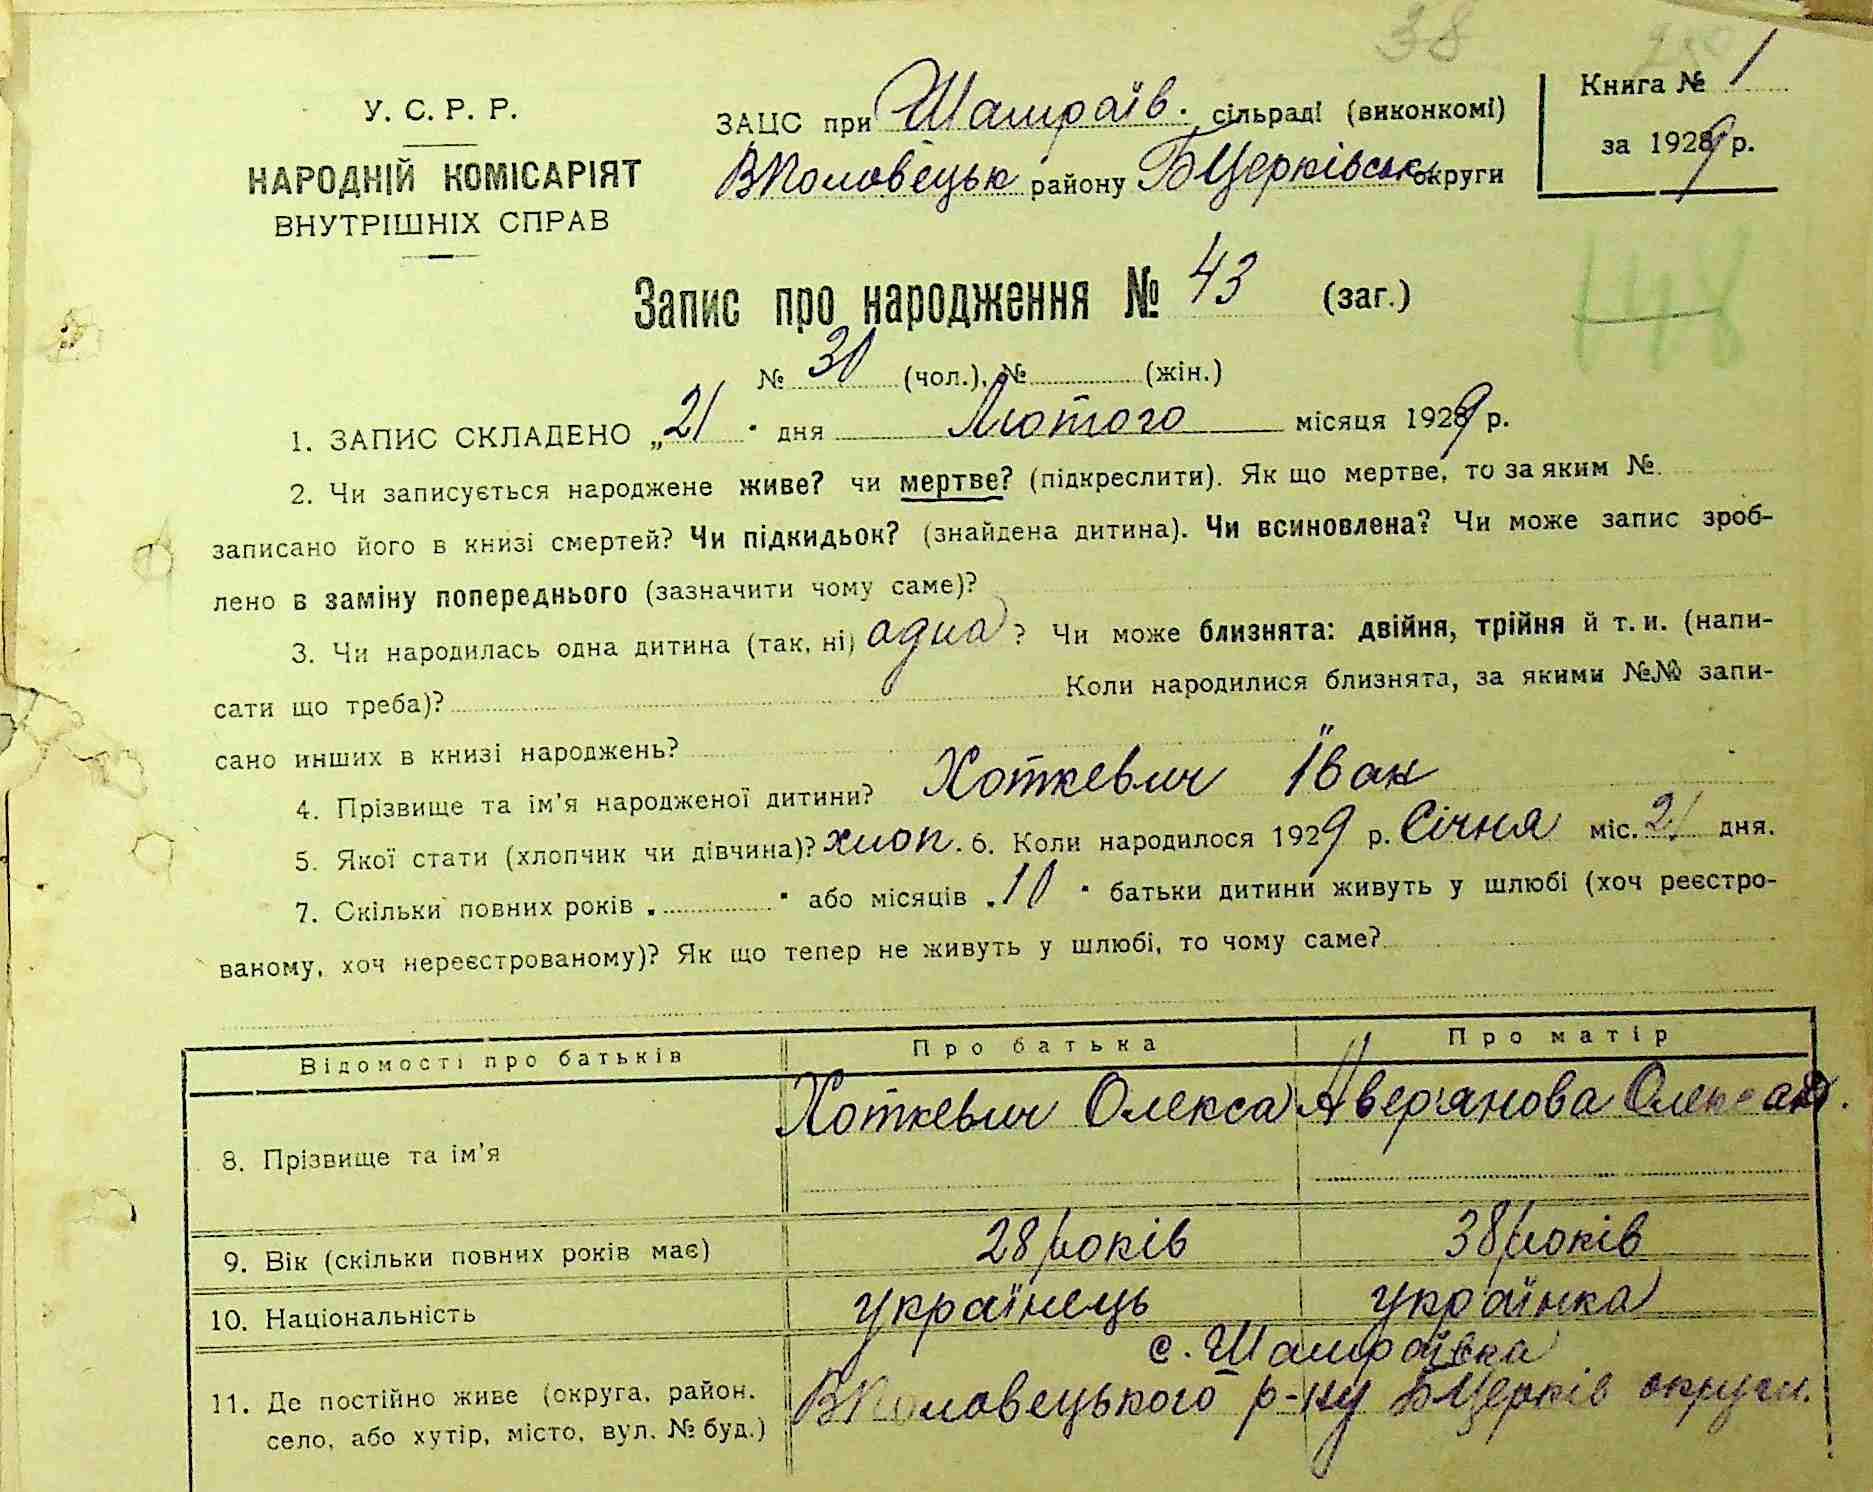 38
У. С. Р. Р.
НАРОДНІЙ КОМІСАРІЯТ
ВНУТРІШНІХ СПРАВ
ЗАЦС при Шамраїв. сільраді (виконкомі)
ВПоловецьк району БЦерківськ округи
Книга № 1
за 1929 р.
Запис про народження № 43 (заг.)
148
№ 30 (чол.), № (жін.)
1. ЗАПИС СКЛАДЕНО „21" дня Лютого місяця 1929 р.
2. Чи записується народжене живе? чи мертве? (підкреслити). Як що мертве, то за яким №
записано його в книзі смертей? Чи підкидьок? (знайдена дитина). Чи всиновлена? Чи може запис зроб-
лено в заміну попереднього (зазначити чому саме)?
3. Чи народилась одна дитина (так, ні) одна? Чи може близнята: двійня, трійня й т. и. (напи-
сати що треба)? Коли народилися близнята, за якими №№ запи-
сано инших в книзі народжень?
4. Прізвище та ім'я народженої дитини? Хоткевич Іван
5. Якої стати (хлопчик чи дівчина)? хлоп. 6. Коли народилося 1929 р. Січня міс. 21 дня.
7. Скільки повних років „ " або місяців „10" батьки дитини живуть у шлюбі (хоч реєстро-
ваному, хоч нереєстрованому)? Як що тепер не живуть у шлюбі, то чому саме?
Відомості про батьків Про батька Про матір
8. Прізвище та ім'я Хоткевич Олекса Авер'янова Олександ.
9. Вік (скільки повних років має) 28 років 38 років
10. Національність українець українка
с. Шамраївка
11. Де постійно живе (округа, район, ВПоловецького р-ну БЦерків округи.
село, або хутір, місто, вул. № буд.)